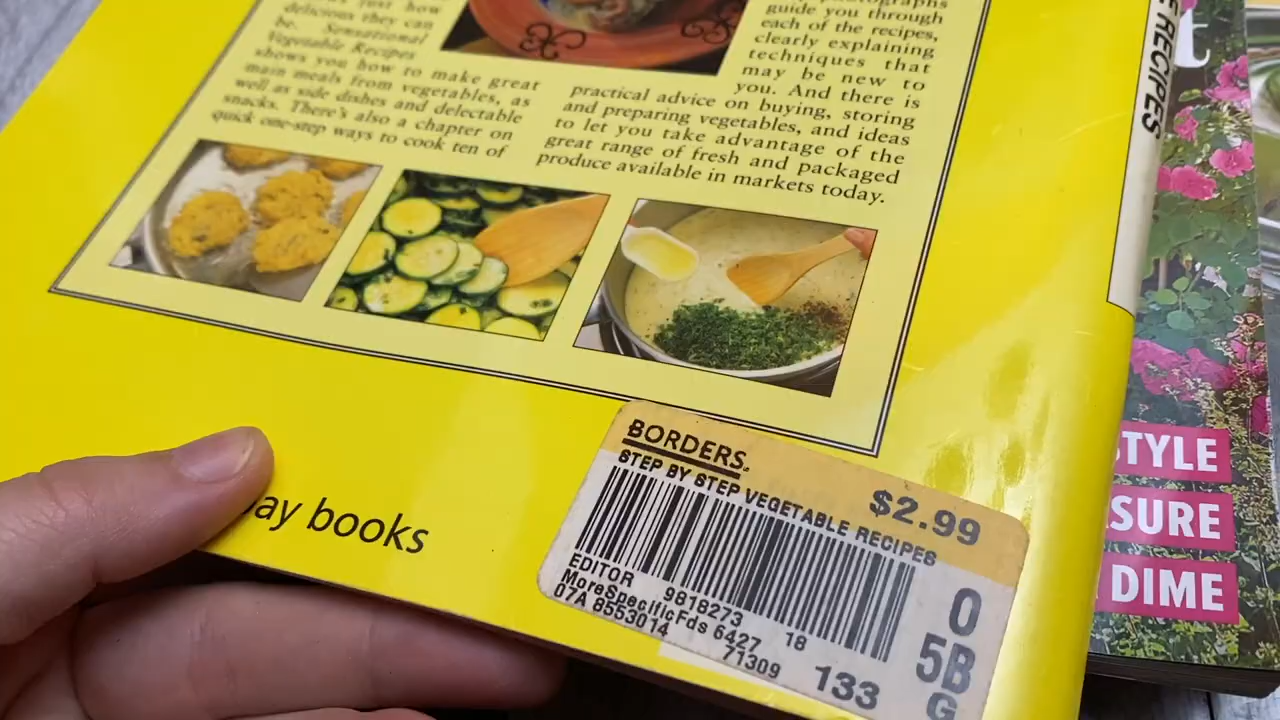 just how
delicious they can
be. Sensational
Vegetable Recipes
shows you how to make great
main meals from vegetables, as
well as side dishes and delectable
snacks. There's also a chapter on
quick one-step ways to cook ten of
guide you through
each of the recipes,
clearly explaining
techniques that
may be new to
you. And there is
practical advice on buying, storing
and preparing vegetables, and ideas
to let you take advantage of the
great range of fresh and packaged
produce available in markets today.
bay books
BORDERS.
$2.99
STEP BY STEP VEGETABLE RECIPES
EDITOR 9818273 18
MoreSpecificFds 6427
07A 8553014 71309 133
0
5B
G
E RECIPES
t
STYLE
SURE
DIME